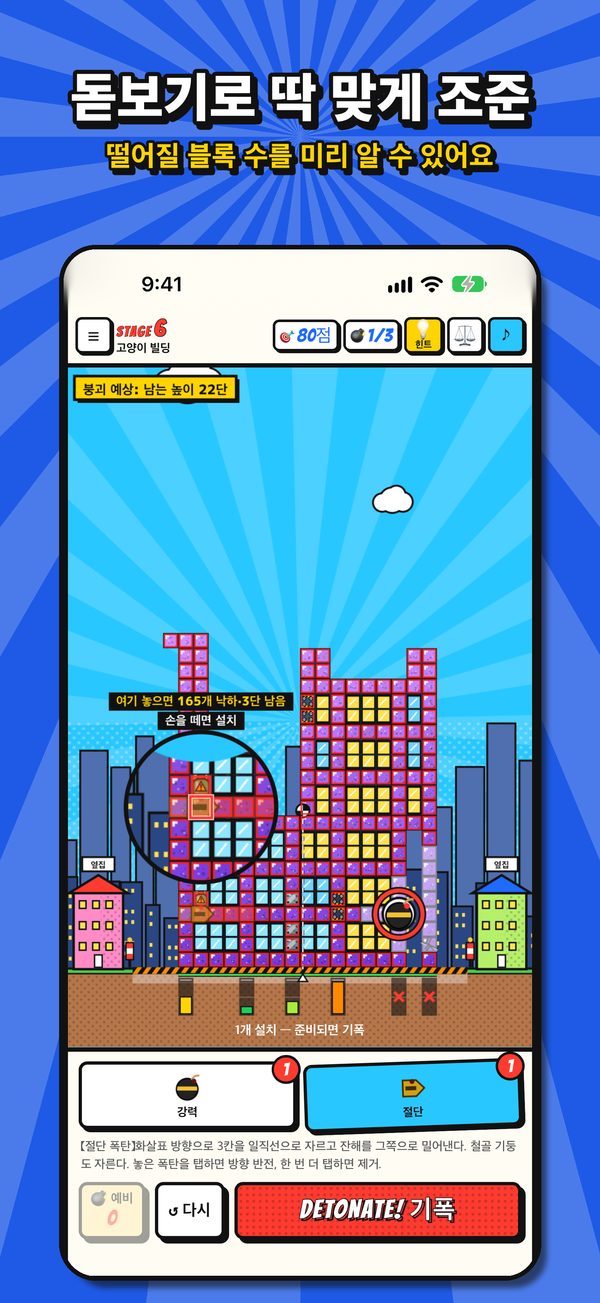 돋보기로 딱 맞게 조준
떨어질 블록 수를 미리 알 수 있어요
9:41
STAGE 6
고양이 빌딩
80점
1/3
힌트
붕괴 예상: 남는 높이 22단
여기 놓으면 165개 낙하·3단 남음
손을 떼면 설치
옆집
옆집
1개 설치 — 준비되면 기폭
1
강력
1
절단
【절단 폭탄】화살표 방향으로 3칸을 일직선으로 자르고 잔해를 그쪽으로 밀어낸다. 철골 기둥
도 자른다. 놓은 폭탄을 탭하면 방향 반전, 한 번 더 탭하면 제거.
예비
0
↺ 다시
DETONATE! 기폭